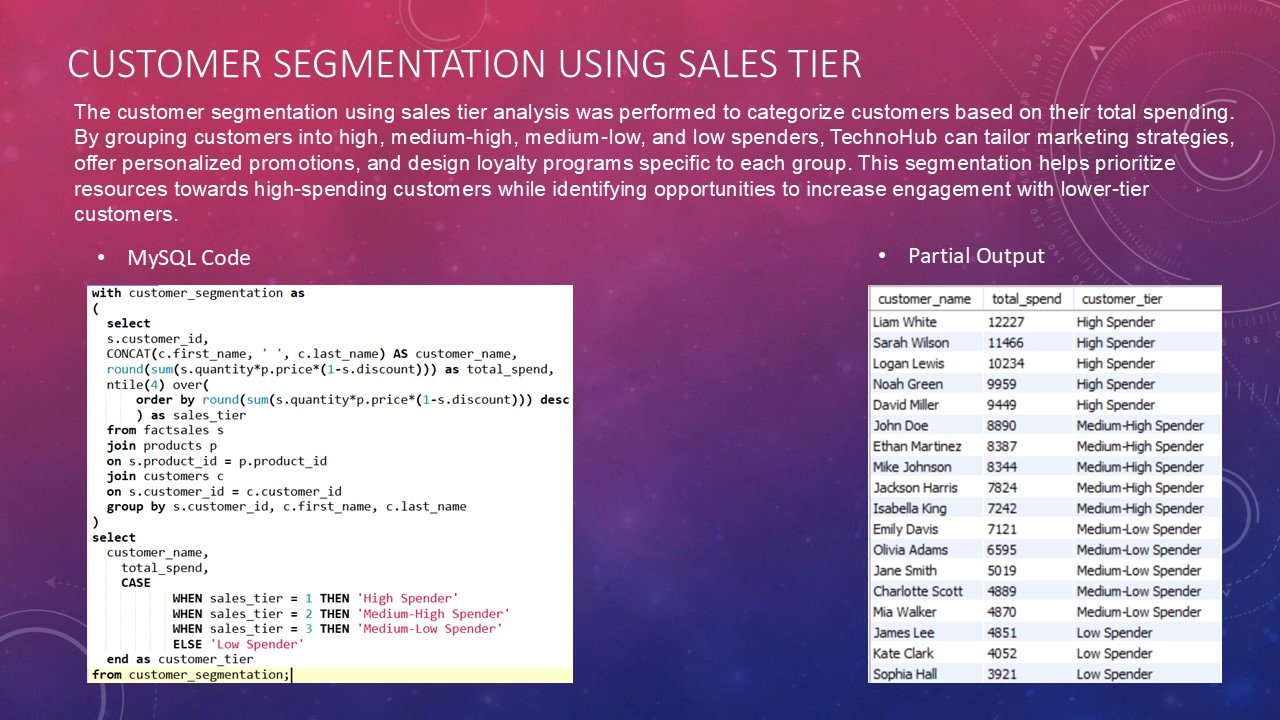 CUSTOMER SEGMENTATION USING SALES TIER
The customer segmentation using sales tier analysis was performed to categorize customers based on their total spending.
By grouping customers into high, medium-high, medium-low, and low spenders, TechnoHub can tailor marketing strategies,
offer personalized promotions, and design loyalty programs specific to each group. This segmentation helps prioritize
resources towards high-spending customers while identifying opportunities to increase engagement with lower-tier
customers.
• MySQL Code
with customer_segmentation as
(
select
s.customer_id,
CONCAT(c.first_name, ' ', c.last_name) AS customer_name,
round(sum(s.quantity*p.price*(1-s.discount))) as total_spend,
ntile(4) over(
order by round(sum(s.quantity*p.price*(1-s.discount))) desc
) as sales_tier
from factsales s
join products p
on s.product_id = p.product_id
join customers c
on s.customer_id = c.customer_id
group by s.customer_id, c.first_name, c.last_name
)
select
customer_name,
total_spend,
CASE
WHEN sales_tier = 1 THEN 'High Spender'
WHEN sales_tier = 2 THEN 'Medium-High Spender'
WHEN sales_tier = 3 THEN 'Medium-Low Spender'
ELSE 'Low Spender'
end as customer_tier
from customer_segmentation;
• Partial Output
customer_name total_spend customer_tier
Liam White 12227 High Spender
Sarah Wilson 11466 High Spender
Logan Lewis 10234 High Spender
Noah Green 9959 High Spender
David Miller 9449 High Spender
John Doe 8890 Medium-High Spender
Ethan Martinez 8387 Medium-High Spender
Mike Johnson 8344 Medium-High Spender
Jackson Harris 7824 Medium-High Spender
Isabella King 7242 Medium-High Spender
Emily Davis 7121 Medium-Low Spender
Olivia Adams 6595 Medium-Low Spender
Jane Smith 5019 Medium-Low Spender
Charlotte Scott 4889 Medium-Low Spender
Mia Walker 4870 Medium-Low Spender
James Lee 4851 Low Spender
Kate Clark 4052 Low Spender
Sophia Hall 3921 Low Spender